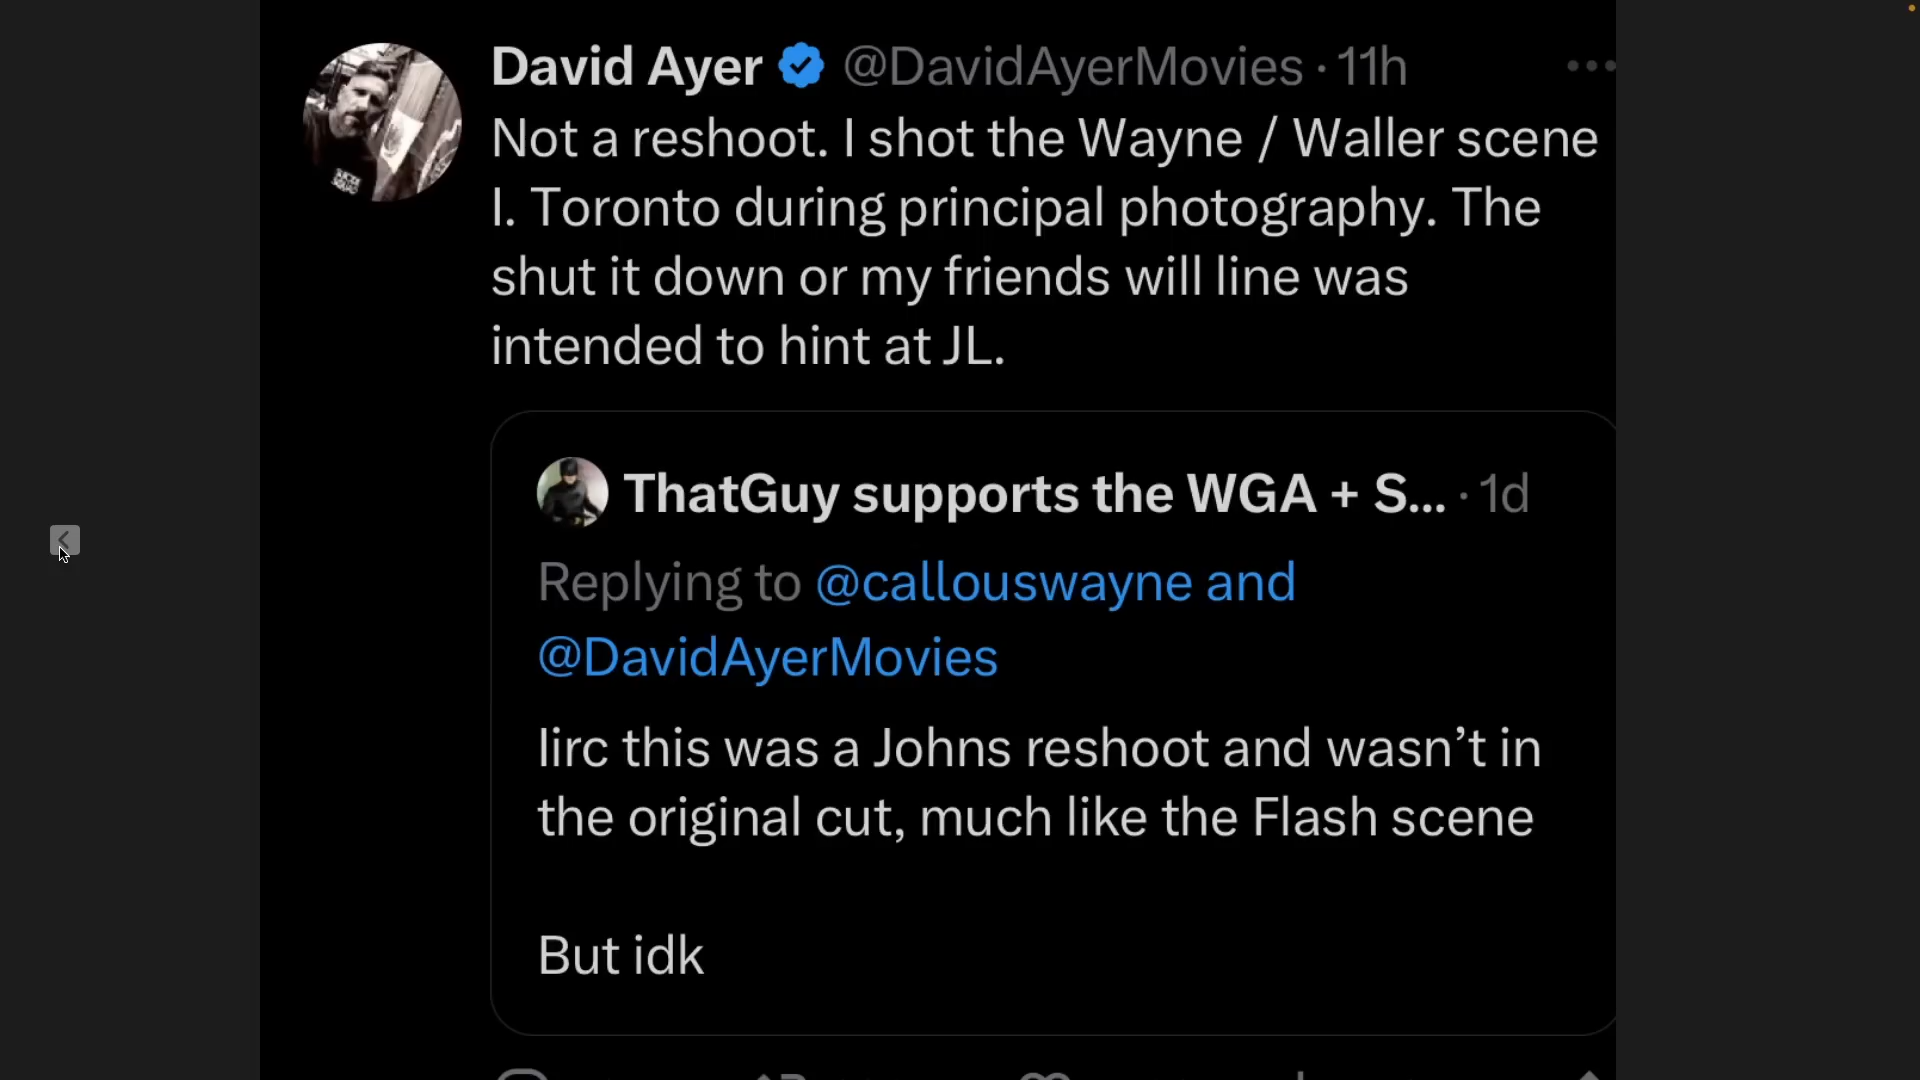 David Ayer @DavidAyerMovies · 11h
Not a reshoot. I shot the Wayne / Waller scene
I. Toronto during principal photography. The
shut it down or my friends will line was
intended to hint at JL.
ThatGuy supports the WGA + S... · 1d
Replying to @callouswayne and
@DavidAyerMovies
Iirc this was a Johns reshoot and wasn’t in
the original cut, much like the Flash scene
But idk